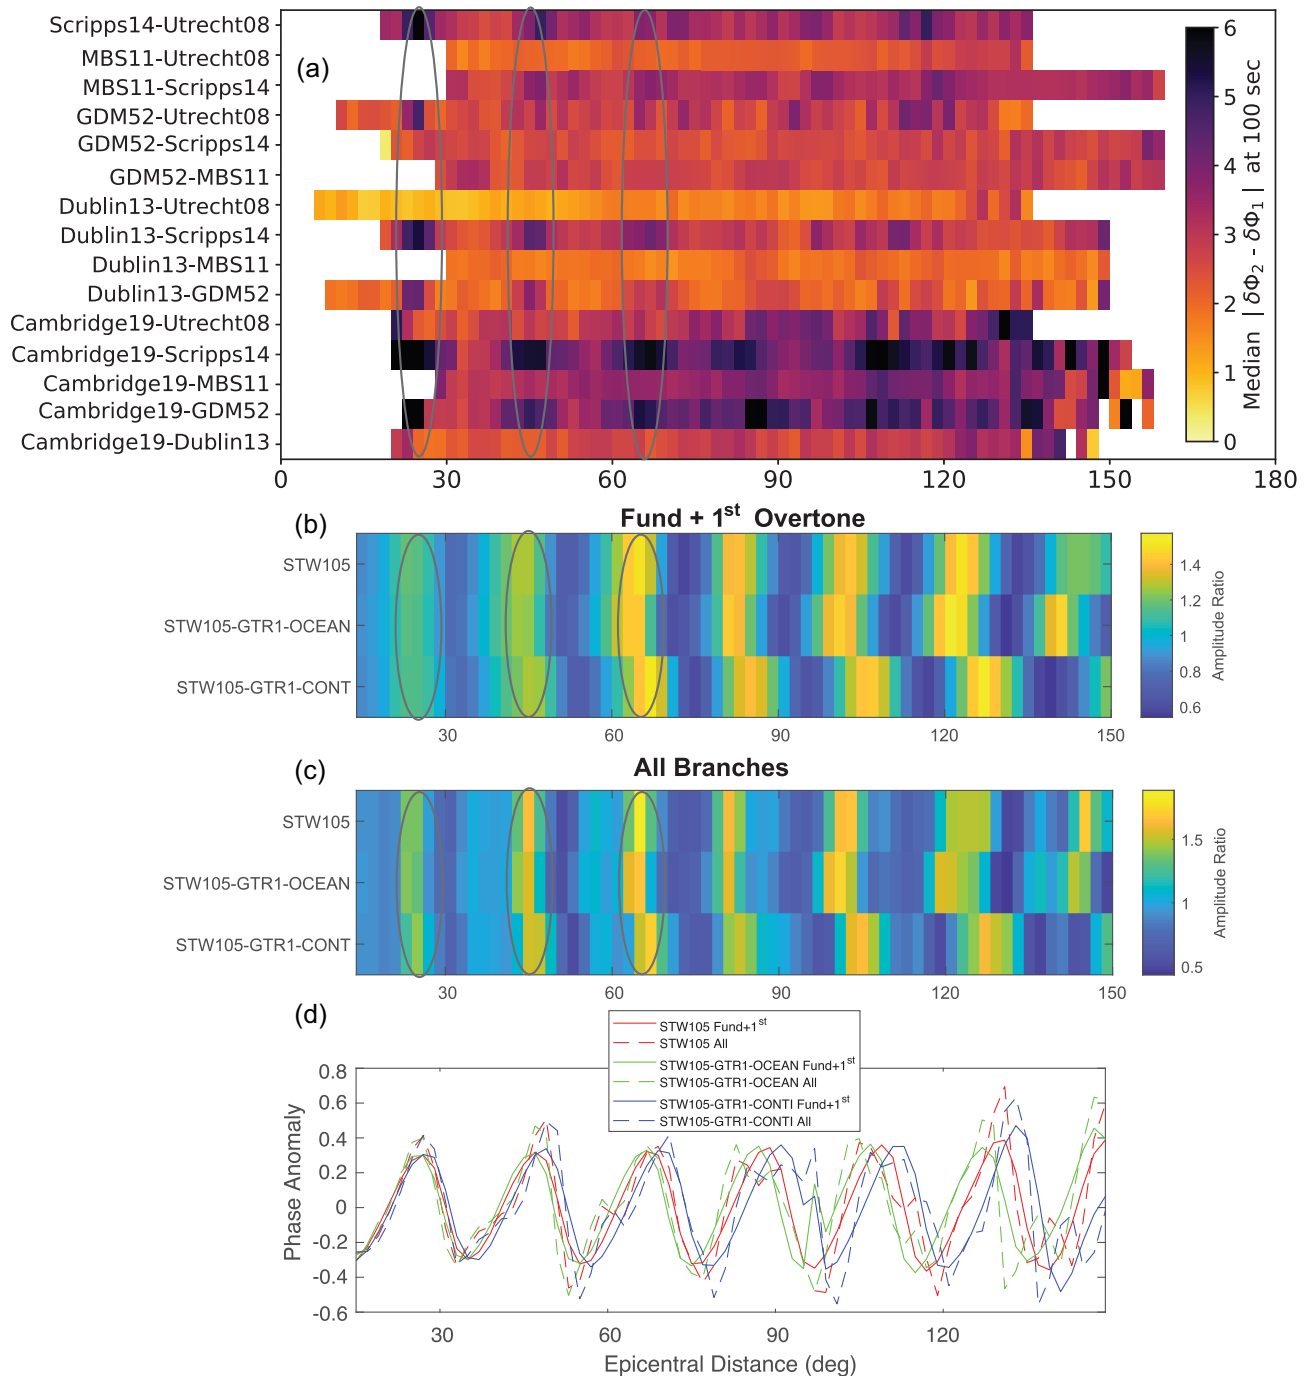 (a)
Scripps14-Utrecht08
MBS11-Utrecht08
MBS11-Scripps14
GDM52-Utrecht08
GDM52-Scripps14
GDM52-MBS11
Dublin13-Utrecht08
Dublin13-Scripps14
Dublin13-MBS11
Dublin13-GDM52
Cambridge19-Utrecht08
Cambridge19-Scripps14
Cambridge19-MBS11
Cambridge19-GDM52
Cambridge19-Dublin13
0 30 60 90 120 150 180
6
5
4
3
2
1
0
Median | δΦ2 - δΦ1 | at 100 sec
(b)
Fund + 1st Overtone
STW105
STW105-GTR1-OCEAN
STW105-GTR1-CONT
30 60 90 120 150
1.4
1.2
1
0.8
0.6
Amplitude Ratio
(c)
All Branches
STW105
STW105-GTR1-OCEAN
STW105-GTR1-CONT
30 60 90 120 150
1.5
1
0.5
Amplitude Ratio
(d)
STW105 Fund+1st
STW105 All
STW105-GTR1-OCEAN Fund+1st
STW105-GTR1-OCEAN All
STW105-GTR1-CONTI Fund+1st
STW105-GTR1-CONTI All
0.8
0.6
0.4
0.2
0
-0.2
-0.4
-0.6
Phase Anomaly
30 60 90 120
Epicentral Distance (deg)